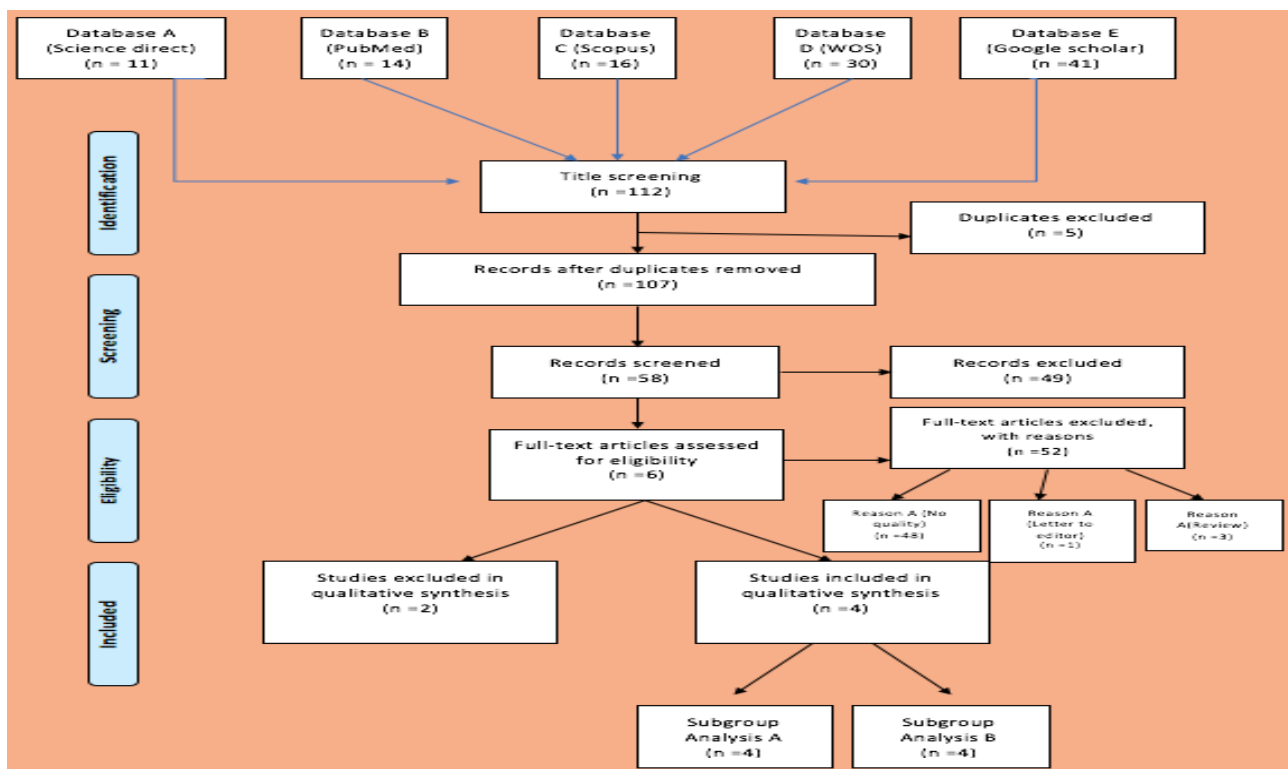 Database A
(Science direct)
(n = 11)
Database B
(PubMed)
(n = 14)
Database
C (Scopus)
(n =16)
Database
D (WOS)
(n = 30)
Database E
(Google scholar)
(n =41)
Identification
Title screening
(n =112)
Duplicates excluded
(n =5)
Records after duplicates removed
(n =107)
Screening
Records screened
(n =58)
Records excluded
(n =49)
Eligibility
Full-text articles assessed
for eligibility
(n =6)
Full-text articles excluded,
with reasons
(n =52)
Reason A (No
quality)
(n =48)
Reason A
(Letter to
editor)
(n =1)
Reason
A(Review)
(n =3)
Included
Studies excluded in
qualitative synthesis
(n =2)
Studies included in
qualitative synthesis
(n =4)
Subgroup
Analysis A
(n =4)
Subgroup
Analysis B
(n =4)